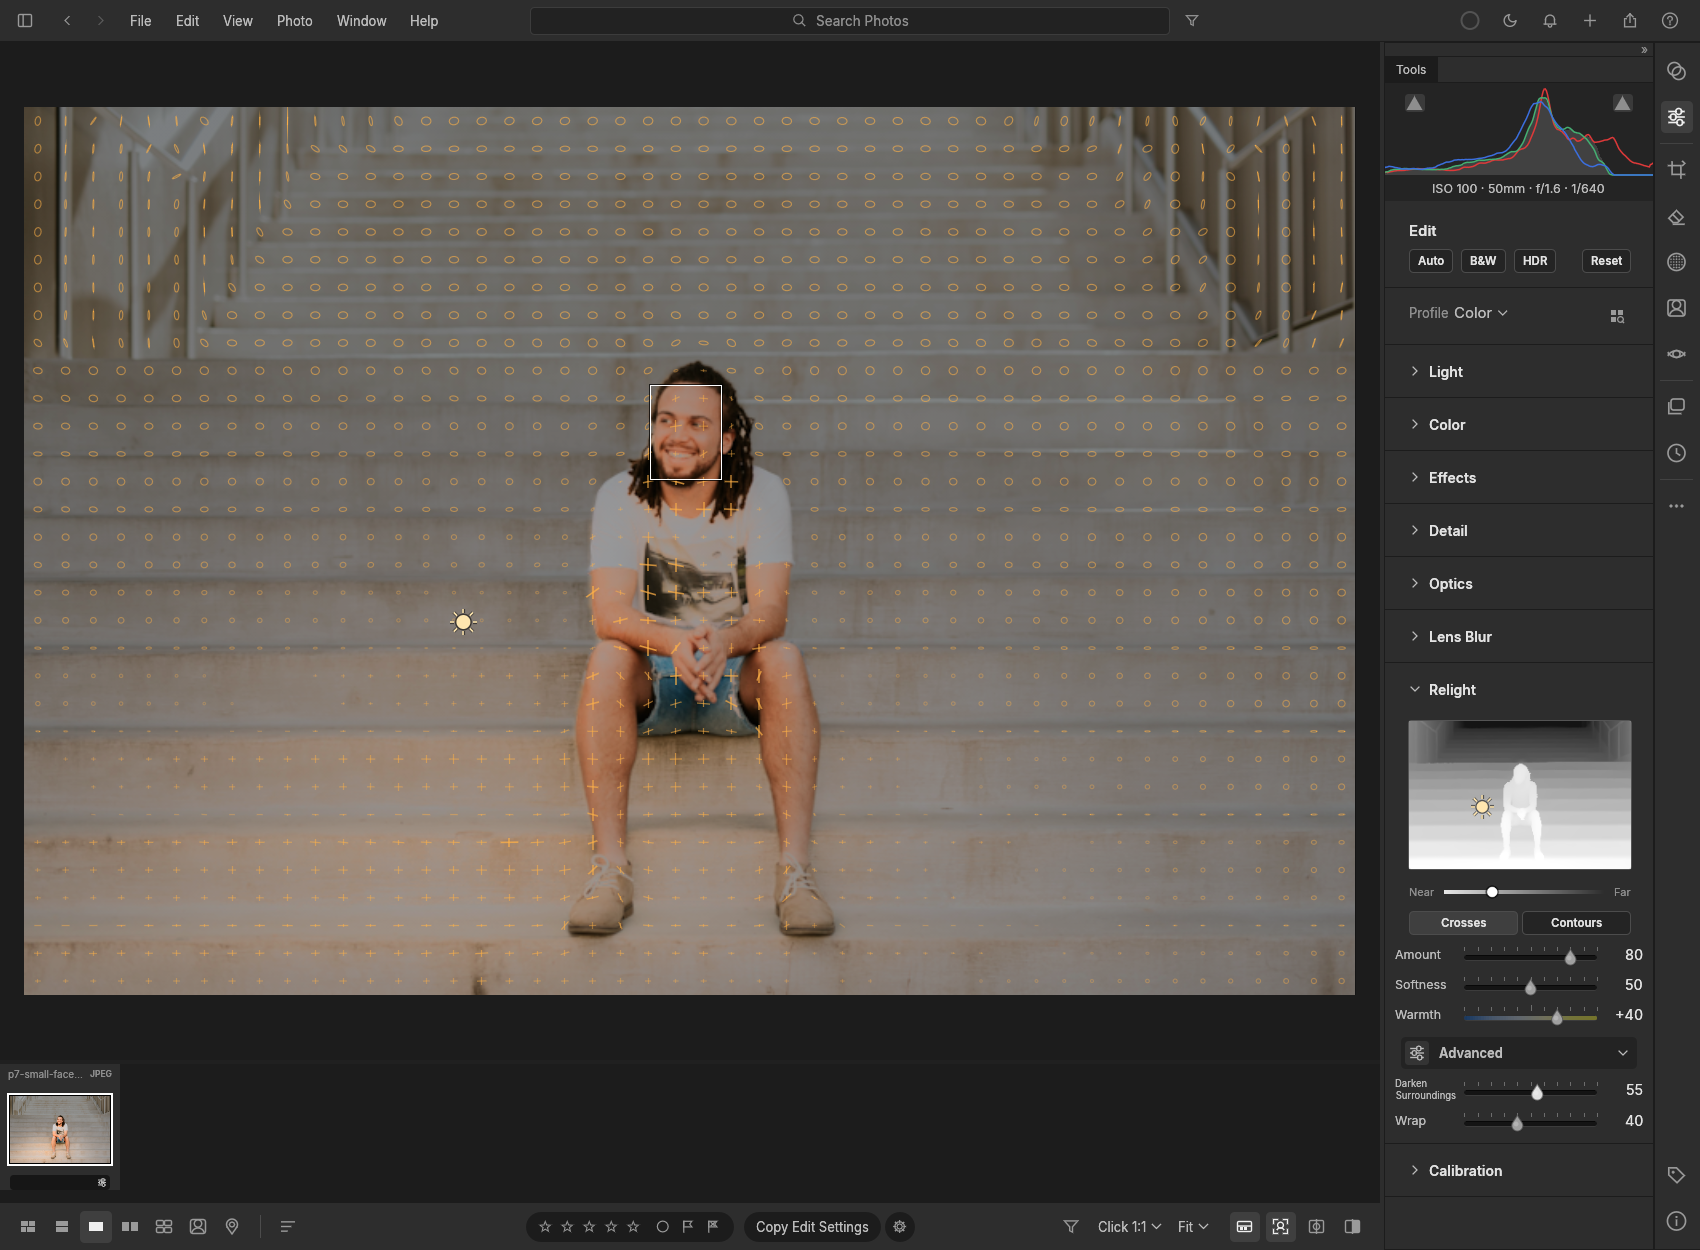 File Edit View Photo Window Help
Search Photos
Tools
ISO 100 · 50mm · f/1.6 · 1/640
Edit
Auto B&W HDR Reset
Profile Color
Light
Color
Effects
Detail
Optics
Lens Blur
Relight
Near Far
Crosses Contours
Amount 80
Softness 50
Warmth +40
Advanced
Darken
Surroundings 55
Wrap 40
Calibration
p7-small-face... JPEG
Copy Edit Settings
Click 1:1 Fit